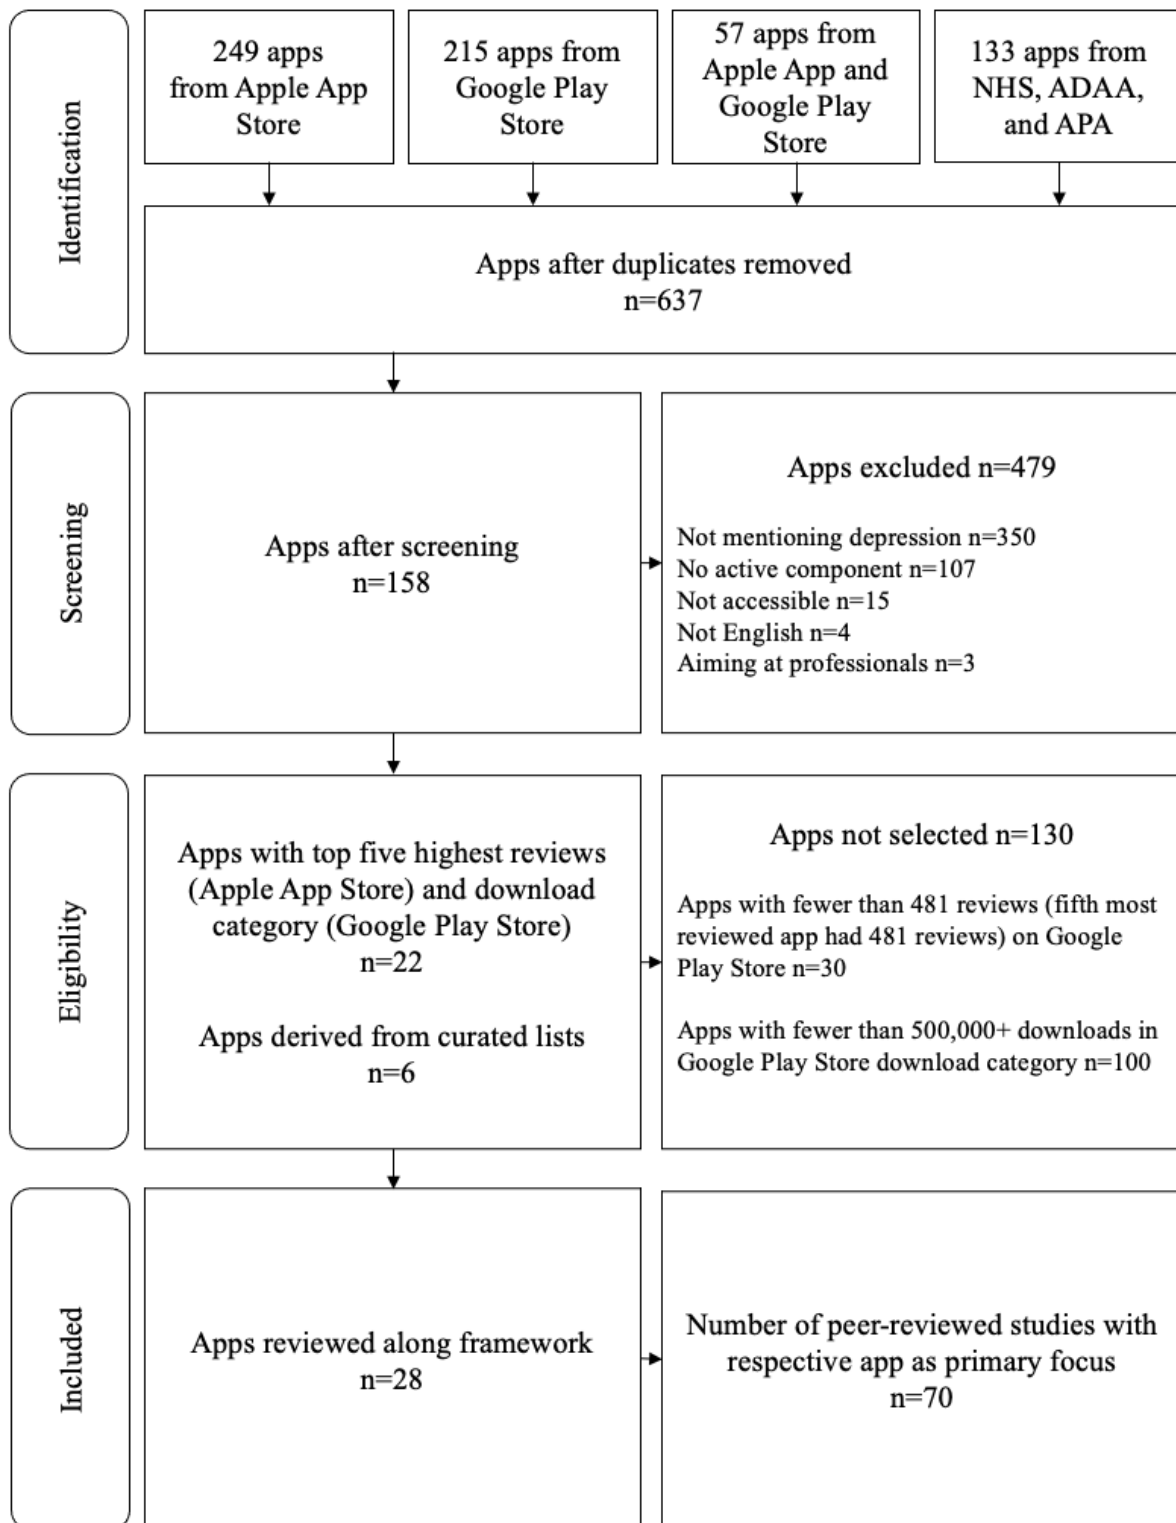 Identification
249 apps
from Apple App
Store
215 apps from
Google Play
Store
57 apps from
Apple App and
Google Play
Store
133 apps from
NHS, ADAA,
and APA
Apps after duplicates removed
n=637
Screening
Apps after screening
n=158
Apps excluded n=479
Not mentioning depression n=350
No active component n=107
Not accessible n=15
Not English n=4
Aiming at professionals n=3
Eligibility
Apps with top five highest reviews
(Apple App Store) and download
category (Google Play Store)
n=22
Apps derived from curated lists
n=6
Apps not selected n=130
Apps with fewer than 481 reviews (fifth most
reviewed app had 481 reviews) on Google
Play Store n=30
Apps with fewer than 500,000+ downloads in
Google Play Store download category n=100
Included
Apps reviewed along framework
n=28
Number of peer-reviewed studies with
respective app as primary focus
n=70